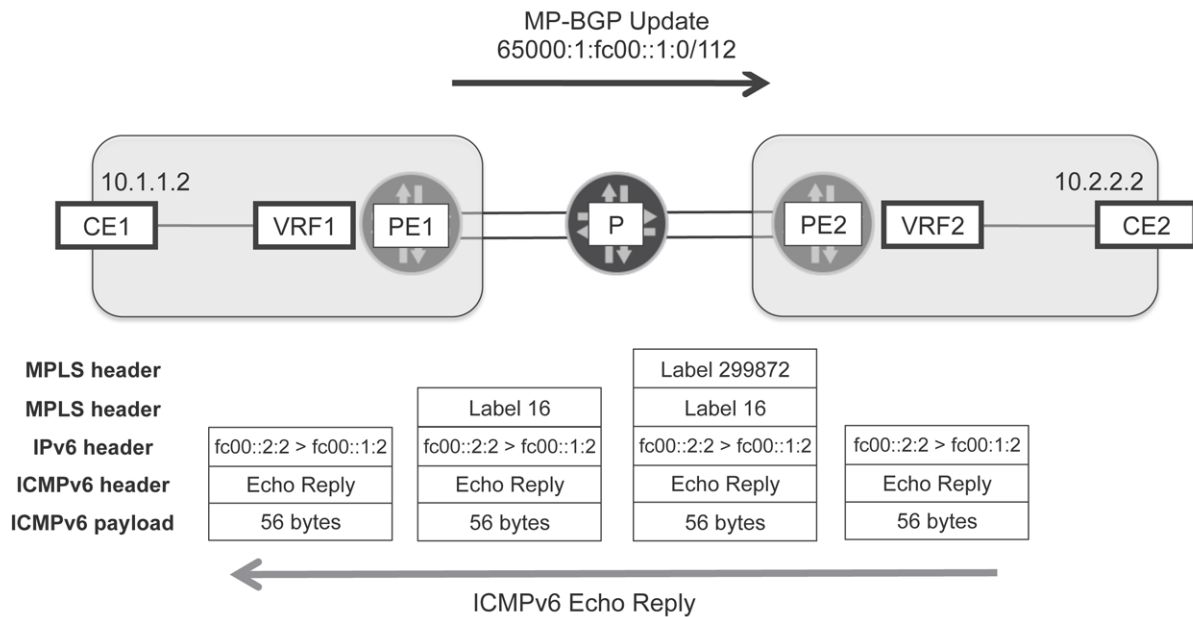 MP-BGP Update
65000:1:fc00::1:0/112
10.1.1.2
10.2.2.2
CE1
VRF1
PE1
P
PE2
VRF2
CE2
MPLS header
Label 299872
MPLS header
Label 16
Label 16
IPv6 header
fc00::2:2 > fc00::1:2
fc00::2:2 > fc00::1:2
fc00::2:2 > fc00::1:2
fc00::2:2 > fc00:1:2
ICMPv6 header
Echo Reply
Echo Reply
Echo Reply
Echo Reply
ICMPv6 payload
56 bytes
56 bytes
56 bytes
56 bytes
ICMPv6 Echo Reply